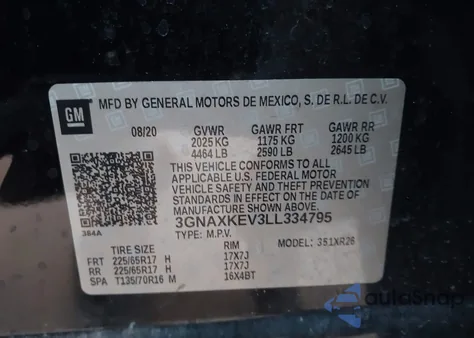 GM
MFD BY GENERAL MOTORS DE MEXICO, S. DE R.L. DE C.V.
08/20 GVWR GAWR FRT GAWR RR
2025 KG 1175 KG 1200 KG
4464 LB 2590 LB 2645 LB
THIS VEHICLE CONFORMS TO ALL
APPLICABLE U.S. FEDERAL MOTOR
VEHICLE SAFETY AND THEFT PREVENTION
STANDARDS IN EFFECT ON THE DATE OF
MANUFACTURE SHOWN ABOVE.
3GNAXKEV3LL334795
384A
TYPE: M.P.V. MODEL: 351XR26
TIRE SIZE RIM
FRT 225/65R17 H 17X7J
RR 225/65R17 H 17X7J
SPA T135/70R16 M 16X4BT
autoSnap